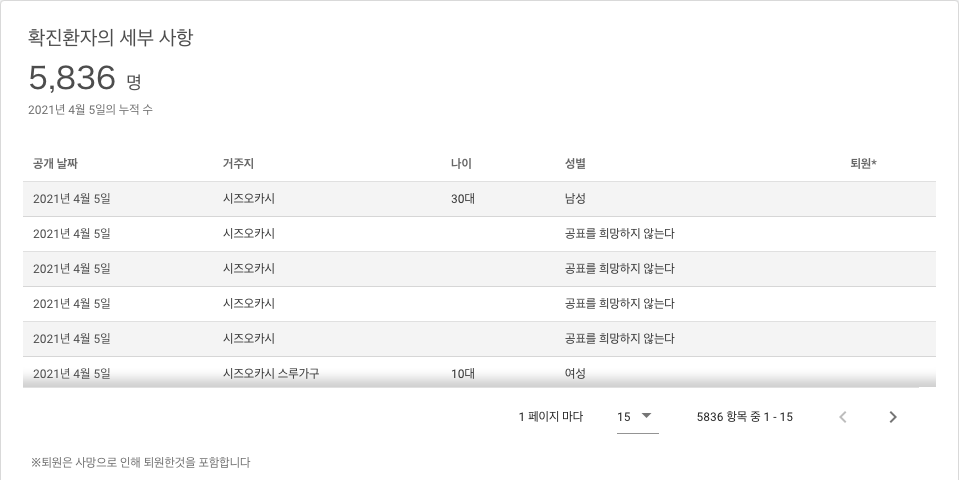 확진환자의 세부 사항
5,836 명
2021년 4월 5일의 누적 수
공개 날짜 거주지 나이 성별 퇴원*
2021년 4월 5일 시즈오카시 30대 남성
2021년 4월 5일 시즈오카시 공표를 희망하지 않는다
2021년 4월 5일 시즈오카시 공표를 희망하지 않는다
2021년 4월 5일 시즈오카시 공표를 희망하지 않는다
2021년 4월 5일 시즈오카시 공표를 희망하지 않는다
2021년 4월 5일 시즈오카시 스루가구 10대 여성
1 페이지 마다 15 5836 항목 중 1 - 15
※퇴원은 사망으로 인해 퇴원한것을 포함합니다